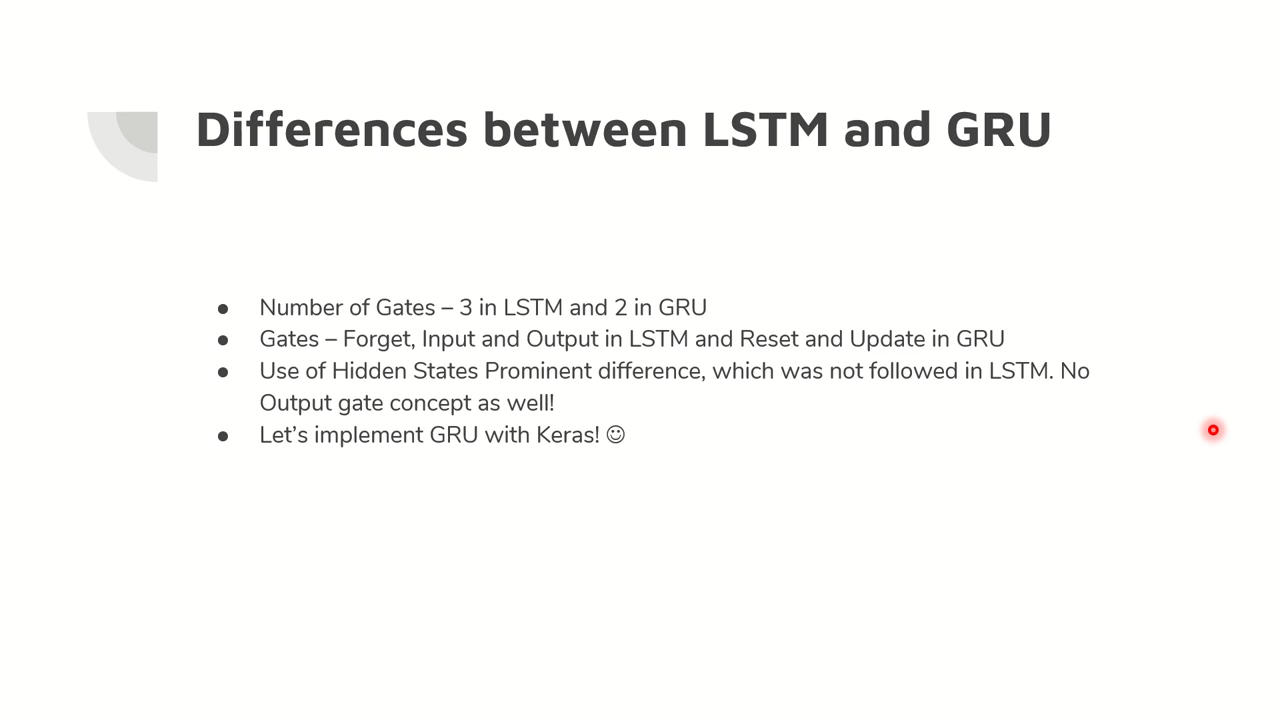 Differences between LSTM and GRU
● Number of Gates – 3 in LSTM and 2 in GRU
● Gates – Forget, Input and Output in LSTM and Reset and Update in GRU
● Use of Hidden States Prominent difference, which was not followed in LSTM. No
Output gate concept as well!
● Let’s implement GRU with Keras! ☺